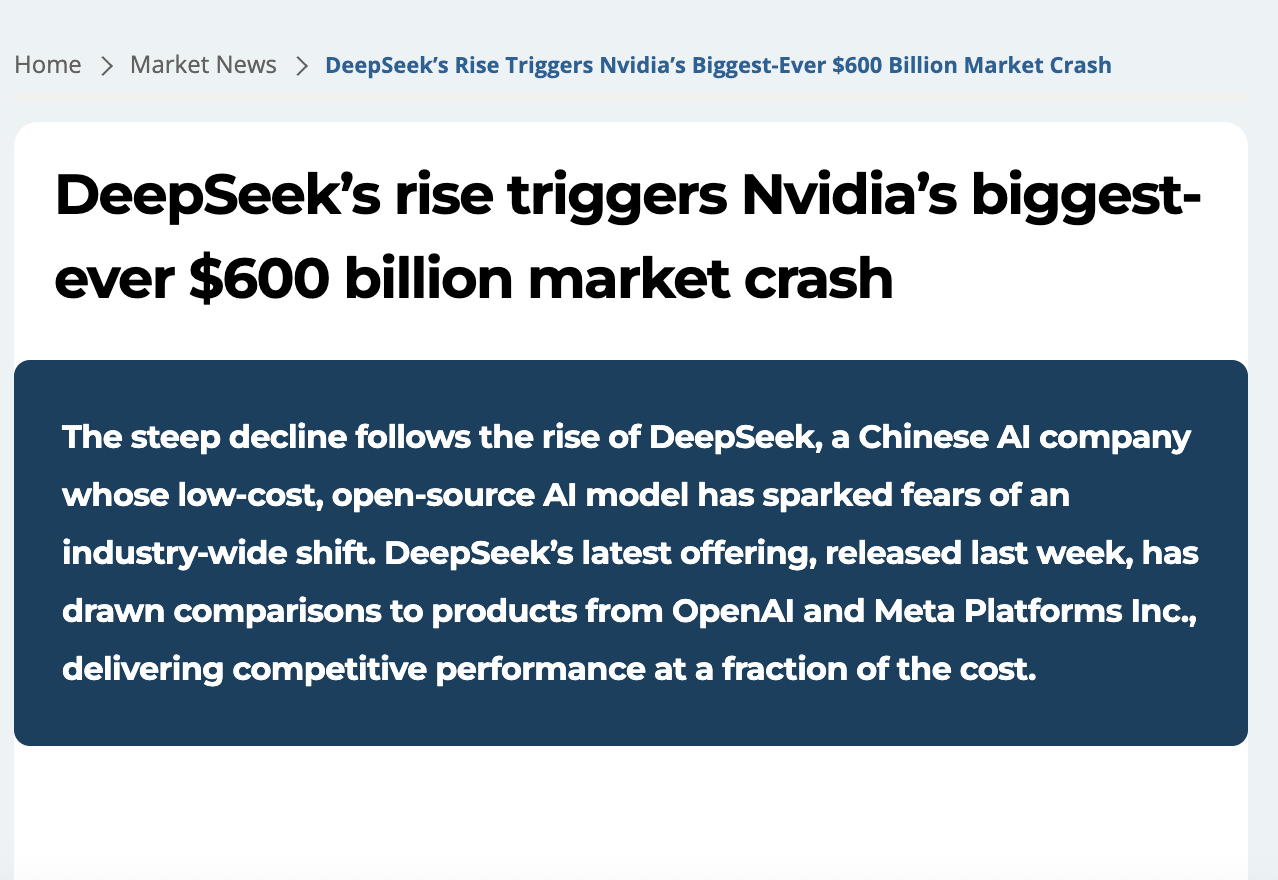 Home > Market News > DeepSeek’s Rise Triggers Nvidia’s Biggest-Ever $600 Billion Market Crash
DeepSeek’s rise triggers Nvidia’s biggest-
ever $600 billion market crash
The steep decline follows the rise of DeepSeek, a Chinese AI company
whose low-cost, open-source AI model has sparked fears of an
industry-wide shift. DeepSeek’s latest offering, released last week, has
drawn comparisons to products from OpenAI and Meta Platforms Inc.,
delivering competitive performance at a fraction of the cost.